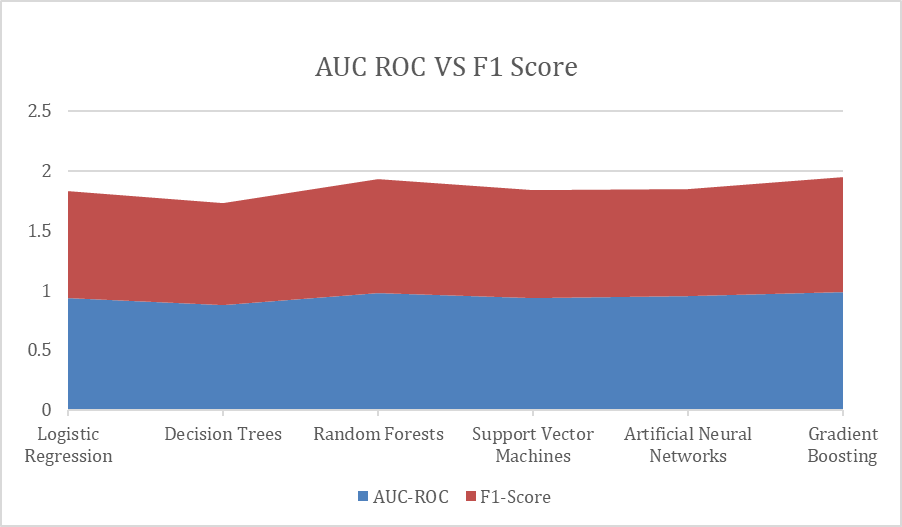 AUC ROC VS F1 Score
2.5
2
1.5
1
0.5
0
Logistic
Regression
Decision Trees
Random Forests
Support Vector
Machines
Artificial Neural
Networks
Gradient
Boosting
AUC-ROC
F1-Score